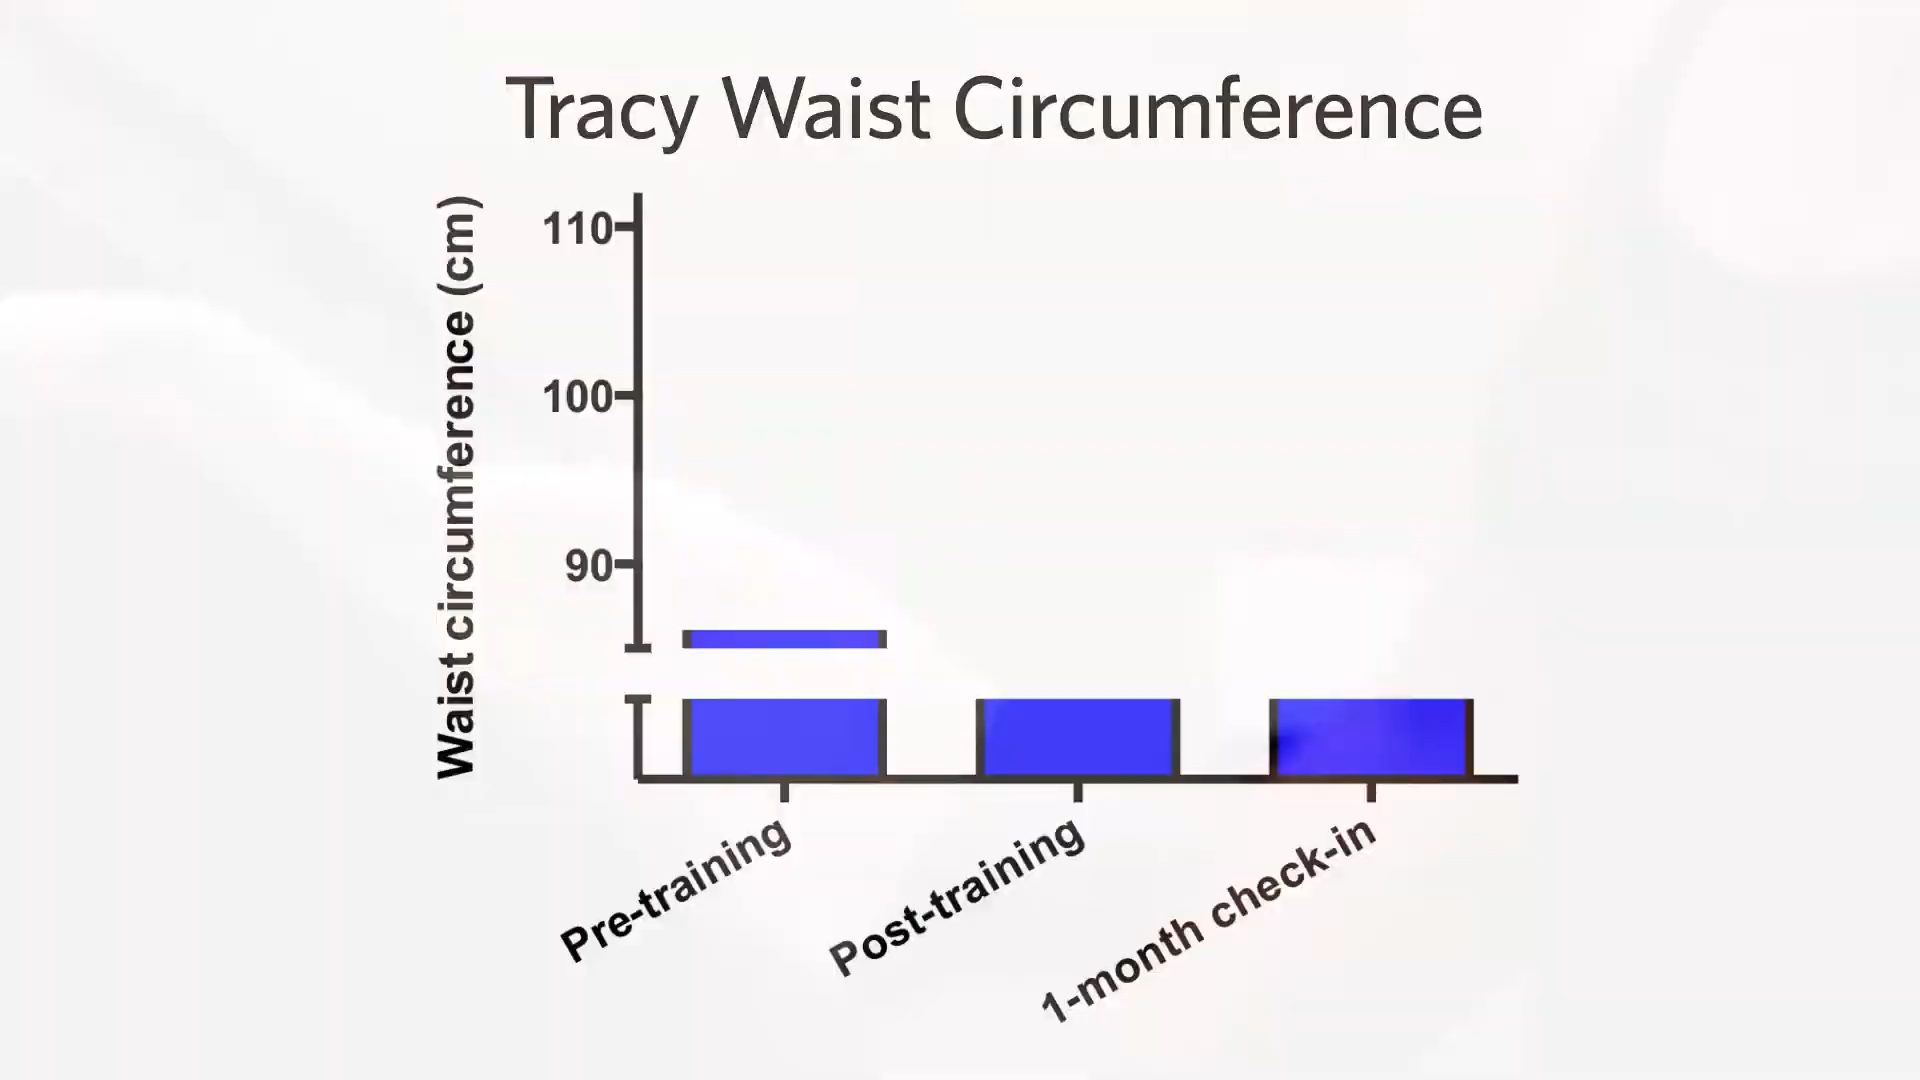 Tracy Waist Circumference
Waist circumference (cm)
110
100
90
Pre-training
Post-training
1-month check-in